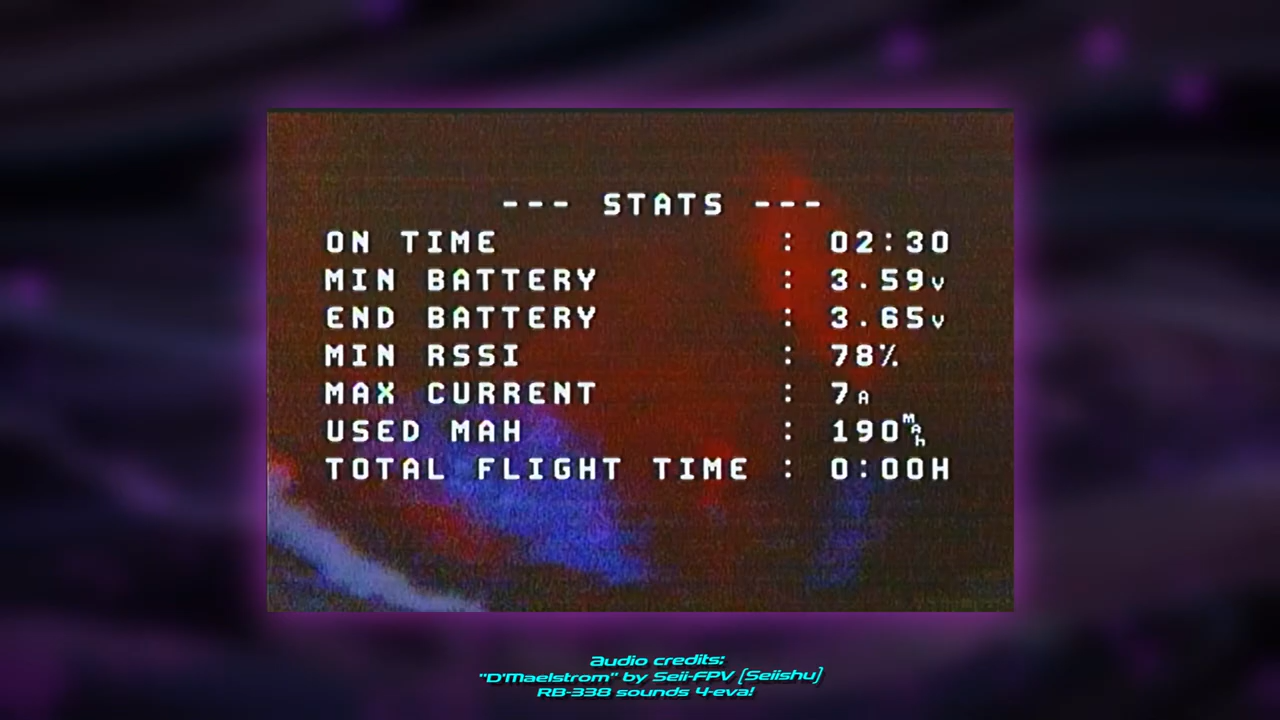 --- STATS ---
ON TIME : 02:30
MIN BATTERY : 3.59V
END BATTERY : 3.65V
MIN RSSI : 78%
MAX CURRENT : 7A
USED MAH : 190mAh
TOTAL FLIGHT TIME : 0:00H
Audio credits:
"D'Maelstrom" by Seii-FPV (Seiishu)
RB-338 sounds 4-eva!